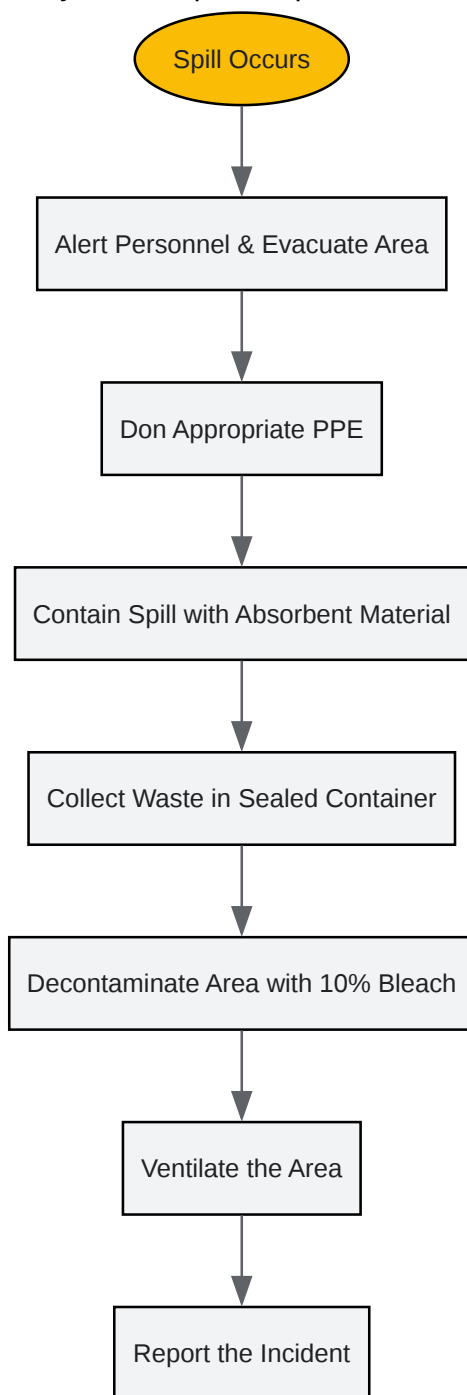 Spill Occurs
Alert Personnel & Evacuate Area
Don Appropriate PPE
Contain Spill with Absorbent Material
Collect Waste in Sealed Container
Decontaminate Area with 10% Bleach
Ventilate the Area
Report the Incident